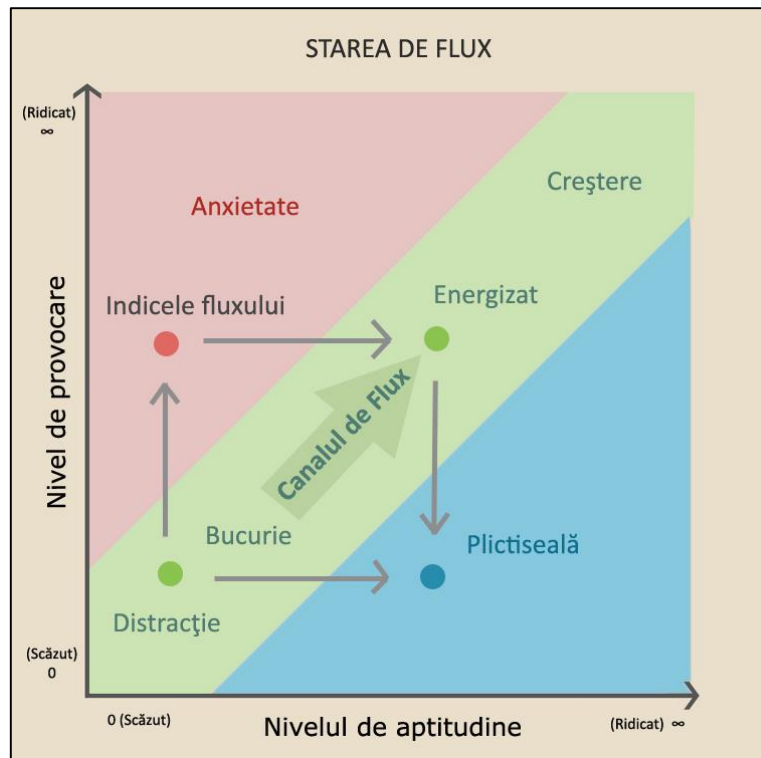 STAREA DE FLUX
(Ridicat)
∞
Creştere
Anxietate
Energizat
Indicele fluxului
Nivel de provocare
Canalul de Flux
Bucurie
Plictiseală
Distracţie
(Scăzut)
0
0 (Scăzut)
Nivelul de aptitudine
(Ridicat) ∞